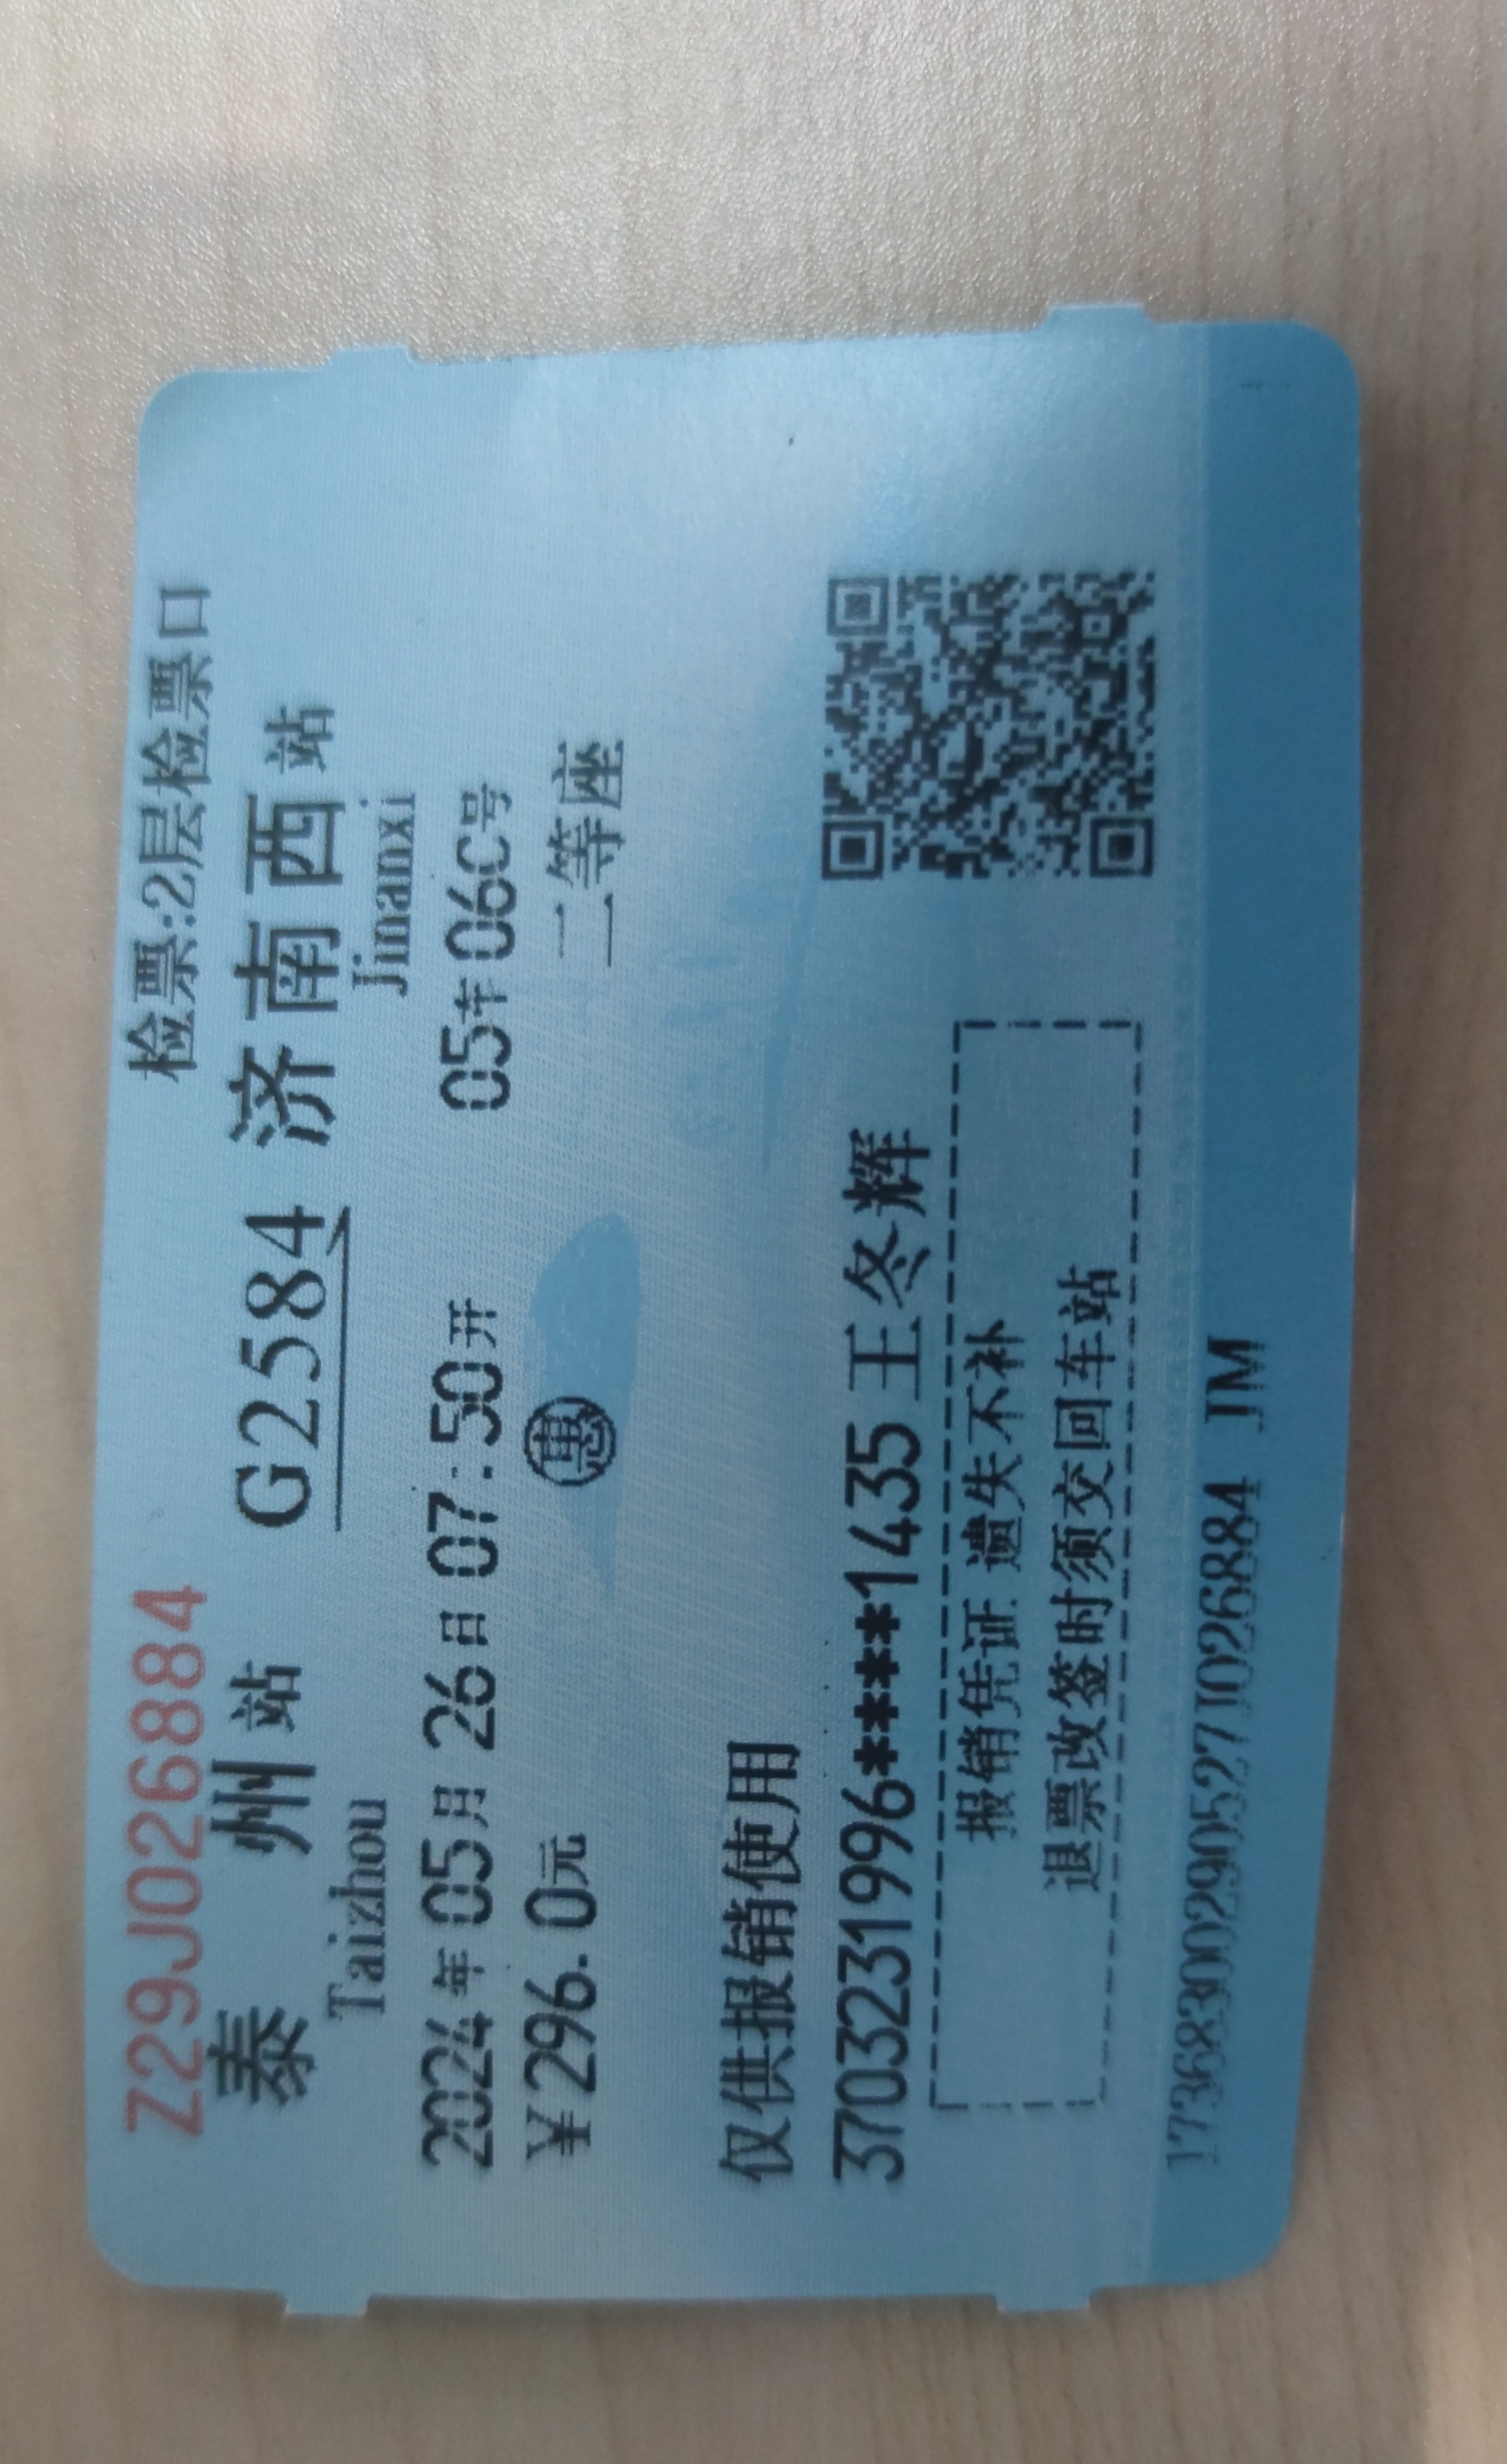 Z29J026884 检票:2层检票口
泰州站 G2584 济南西站
Taizhou Jinanxi
2024年05月26日07:50开 05车06C号
￥296.0元 惠 二等座
仅供报销使用
3703231996****1435王冬辉
报销凭证 遗失不补
退票改签时须交回车站
17368300290527J026884 JM